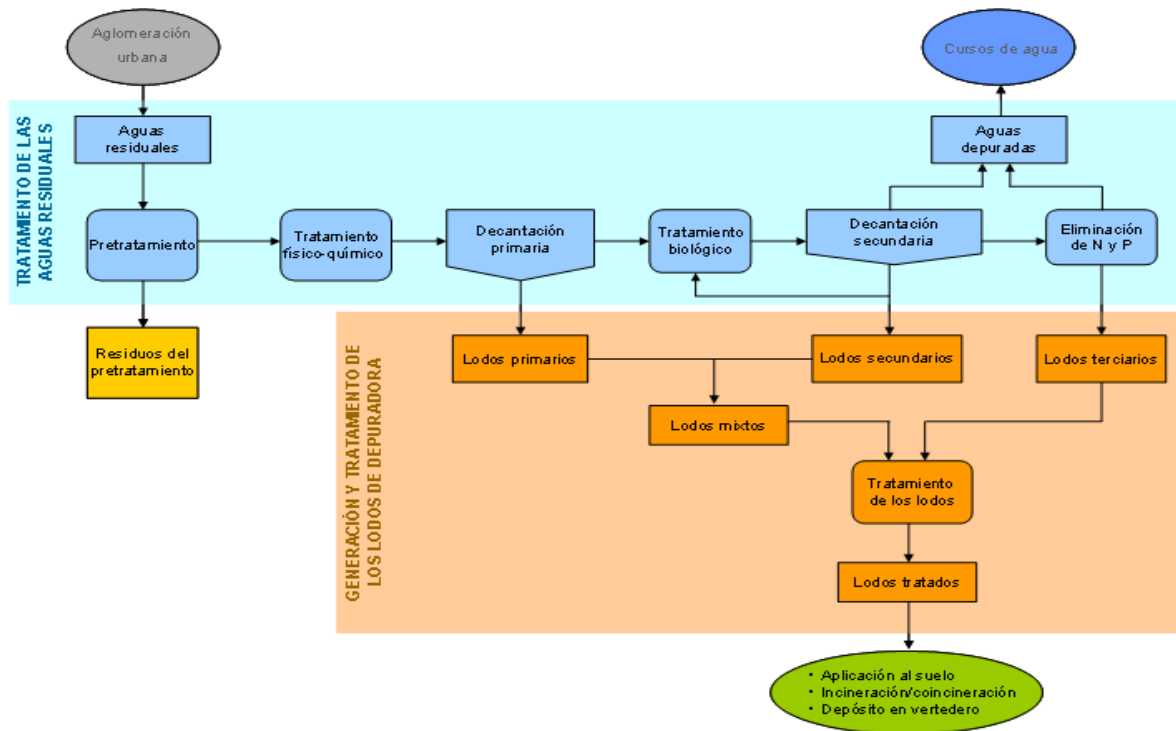 Aglomeración
urbana
Cursos de agua
TRATAMIENTO DE LAS
AGUAS RESIDUALES
Aguas
residuales
Aguas
depuradas
Pretratamiento
Tratamiento
físico-químico
Decantación
primaria
Tratamiento
biológico
Decantación
secundaria
Eliminación
de N y P
Residuos del
pretratamiento
GENERACIÓN Y TRATAMIENTO DE
LOS LODOS DE DEPURADORA
Lodos primarios
Lodos secundarios
Lodos terciarios
Lodos mixtos
Tratamiento
de los lodos
Lodos tratados
• Aplicación al suelo
• Incineración/coincineración
• Depósito en vertedero